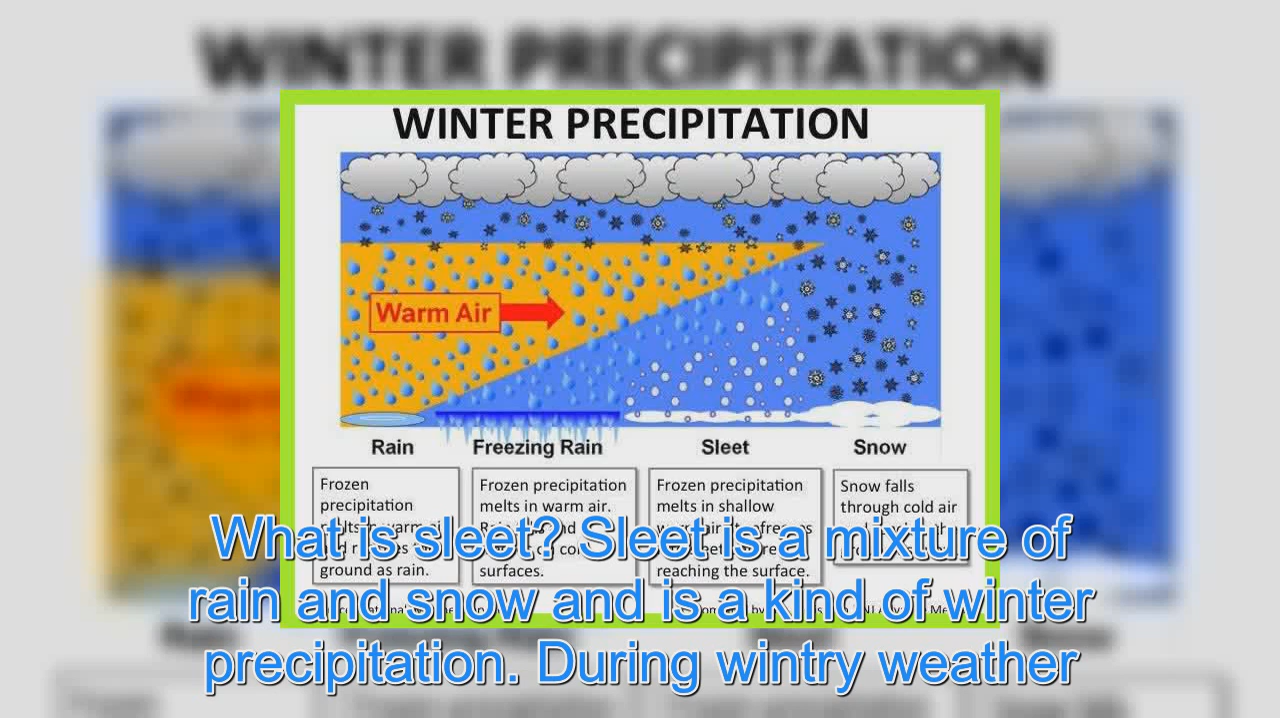 WINTER PRECIPITATION
WINTER PRECIPITATION
Warm Air
Rain
Freezing Rain
Sleet
Snow
Frozen
precipitation
ground as rain.
Frozen precipitation
melts in warm air.
surfaces.
Frozen precipitation
melts in shallow
reaching the surface.
Snow falls
through cold air
What is sleet? Sleet is a mixture of
rain and snow and is a kind of winter
precipitation. During wintry weather